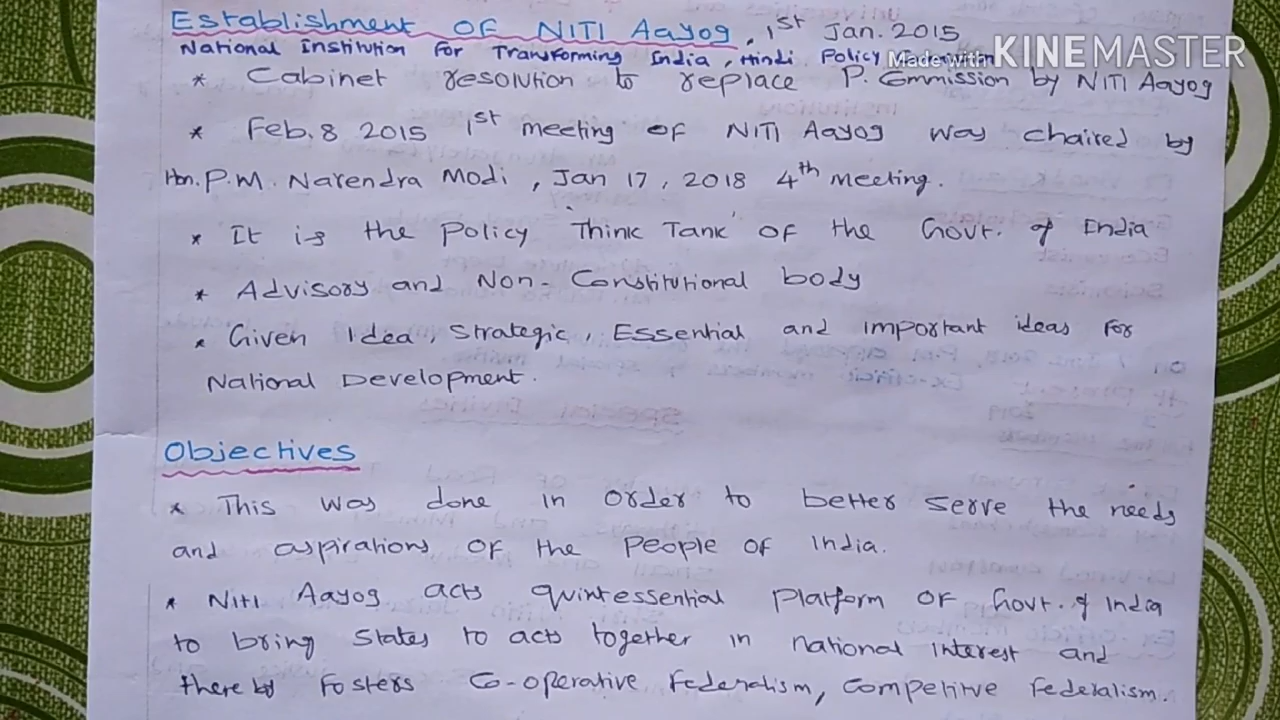 Establishment of NITI Aayog, 1st Jan. 2015
National Institution for Transforming India, Hindi Policy
Made with KINEMASTER
* Cabinet resolution to replace P. Commission by NITI Aayog
* Feb. 8 2015 1st meeting of NITI Aayog was chaired by
Hon. P.M. Narendra Modi, Jan 17, 2018 4th meeting.
* It is the Policy 'Think Tank' of the Govt. of India
* Advisory and Non-Constitutional body
* Given Idea, Strategic, Essential and important ideas for
National Development.
Objectives
* This was done in order to better serve the needs
and aspirations of the People of India.
* Niti Aayog acts quintessential Platform of Govt. of India
to bring States to acts together in national interest and
there by Fosters Co-operative Federalism, Competitive Federalism.